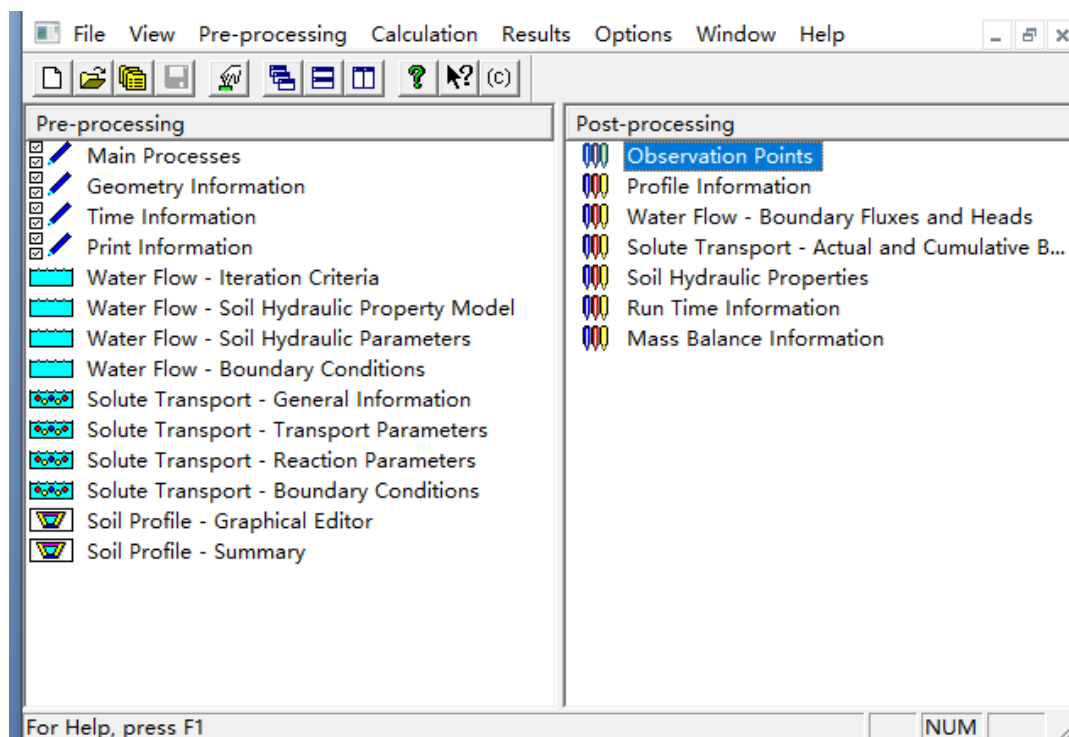 File View Pre-processing Calculation Results Options Window Help
? ? (c)
Pre-processing
Main Processes
Geometry Information
Time Information
Print Information
Water Flow - Iteration Criteria
Water Flow - Soil Hydraulic Property Model
Water Flow - Soil Hydraulic Parameters
Water Flow - Boundary Conditions
Solute Transport - General Information
Solute Transport - Transport Parameters
Solute Transport - Reaction Parameters
Solute Transport - Boundary Conditions
Soil Profile - Graphical Editor
Soil Profile - Summary
Post-processing
Observation Points
Profile Information
Water Flow - Boundary Fluxes and Heads
Solute Transport - Actual and Cumulative B...
Soil Hydraulic Properties
Run Time Information
Mass Balance Information
For Help, press F1
NUM